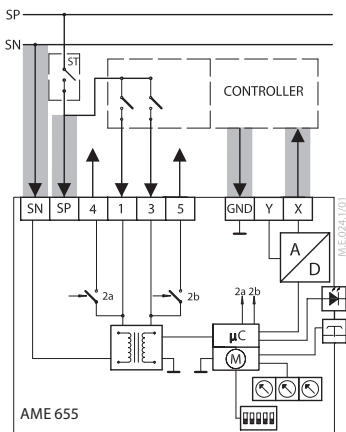 SP
SN
ST
CONTROLLER
SN SP 4 1 3 5 GND Y X
M.E.024.1/01
A
D
2a 2b
2a 2b
µC
M
AME 655